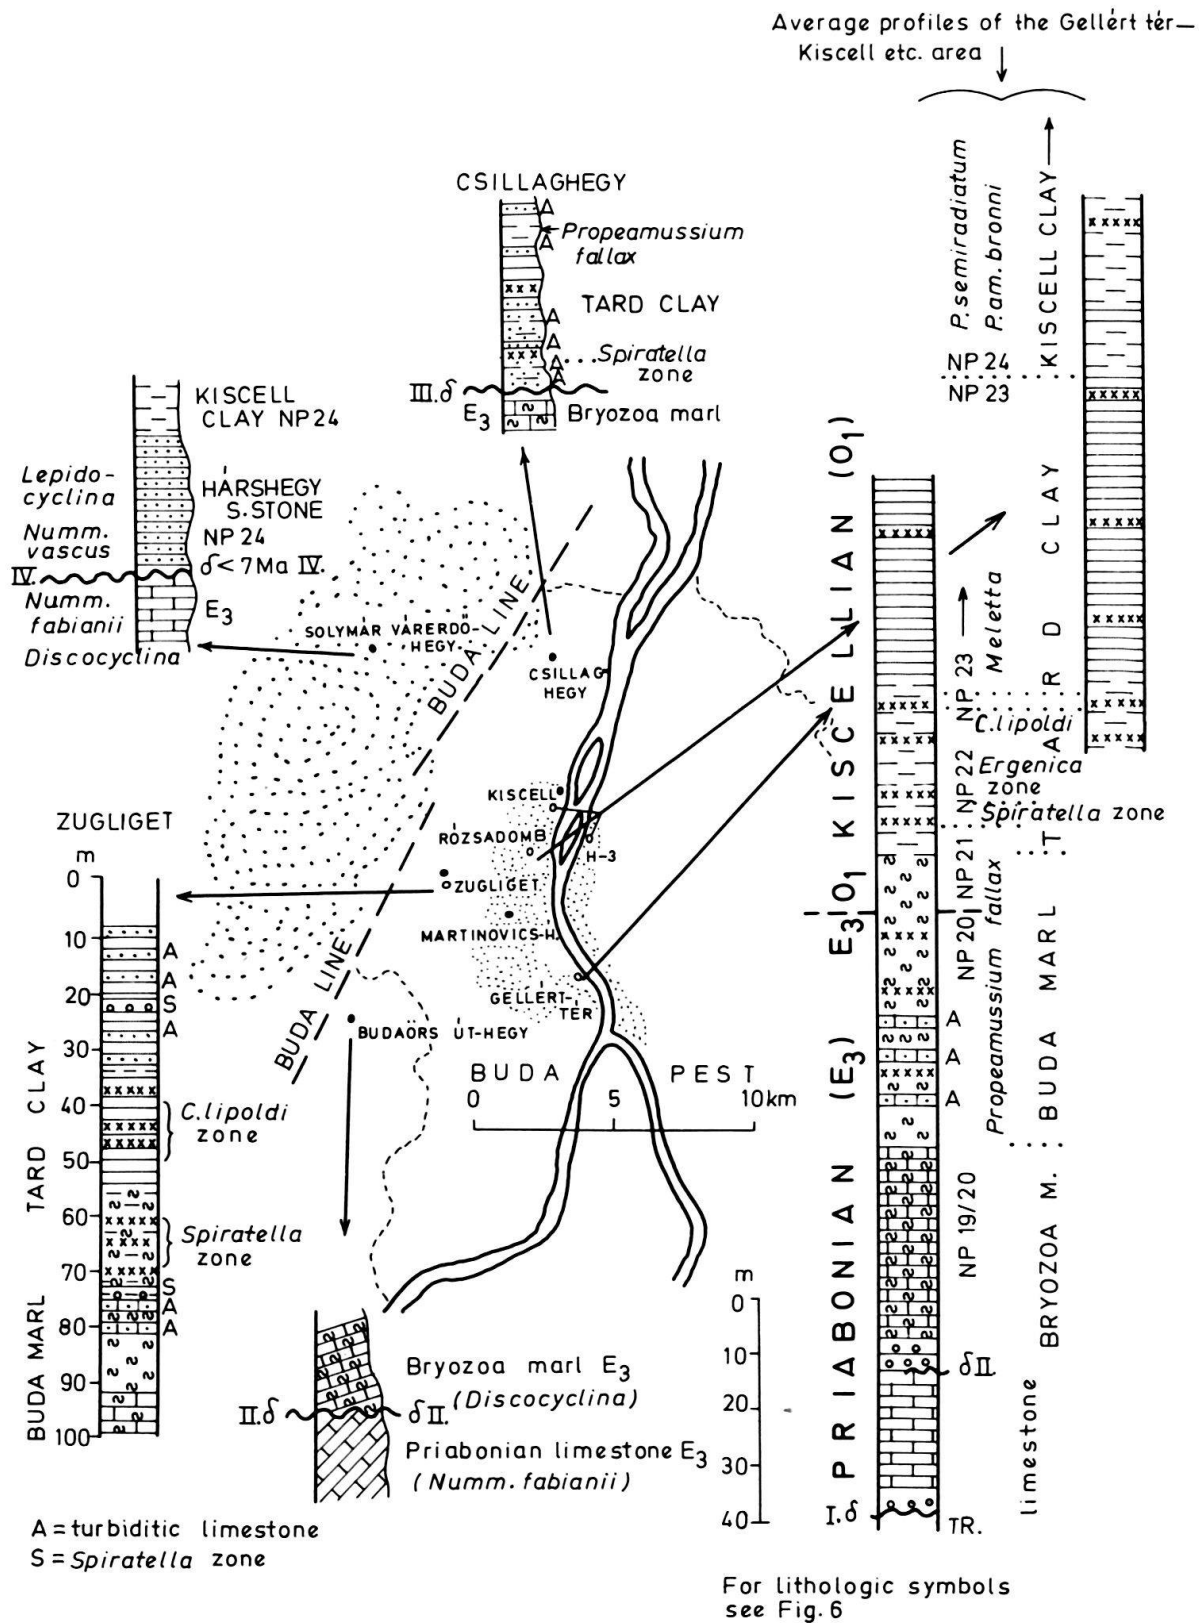 Average profiles of the Gellért tér—
Kiscell etc. area
CSILLAGHEGY
A
Propeamussium
fallax
A
TARD CLAY
A
A
Spiratella
zone
A
A
III.δ
E3
Bryozoa marl
KISCELL
CLAY NP 24
Lepido-
cyclina
HÁRSHEGY
S.STONE
Numm.
vascus
NP 24
IV.
δ<7Ma IV.
Numm.
fabianii
E3
Discocyclina
SOLYMÁR VÁRERDŐ-
HEGY
BUDA LINE
CSILLAG
HEGY
KISCELL
RÓZSADOMB
H-3
ZUGLIGET
MARTINOVICS-H.
GELLÉRT-
TÉR
BUDA LINE
BUDAÖRS ÚT-HEGY
BUDA
PEST
0
5
10km
ZUGLIGET
m
0
10
20
30
40
50
60
70
80
90
100
A
A
S
A
C.lipoldi
zone
Spiratella
zone
S
A
A
TARD CLAY
BUDA MARL
Bryozoa marl E3
(Discocyclina)
II.δ
δII.
Priabonian limestone E3
(Numm. fabianii)
m
0
10
20
30
40
P. semiradiatum
P. am. bronni
KISCELL CLAY
NP 24
NP 23
KISCELLIAN (O1)
E3 O1
PRIABONIAN (E3)
TARD CLAY
Meletta
NP 23
C.lipoldi
NP22
Ergenica
zone
Spiratella zone
NP21
NP 20
Propeamussium fallax
BUDA MARL
A
A
A
NP 19/20
BRYOZOA M.
δII.
limestone
I.δ
TR.
A = turbiditic limestone
S = Spiratella zone
For lithologic symbols
see Fig. 6